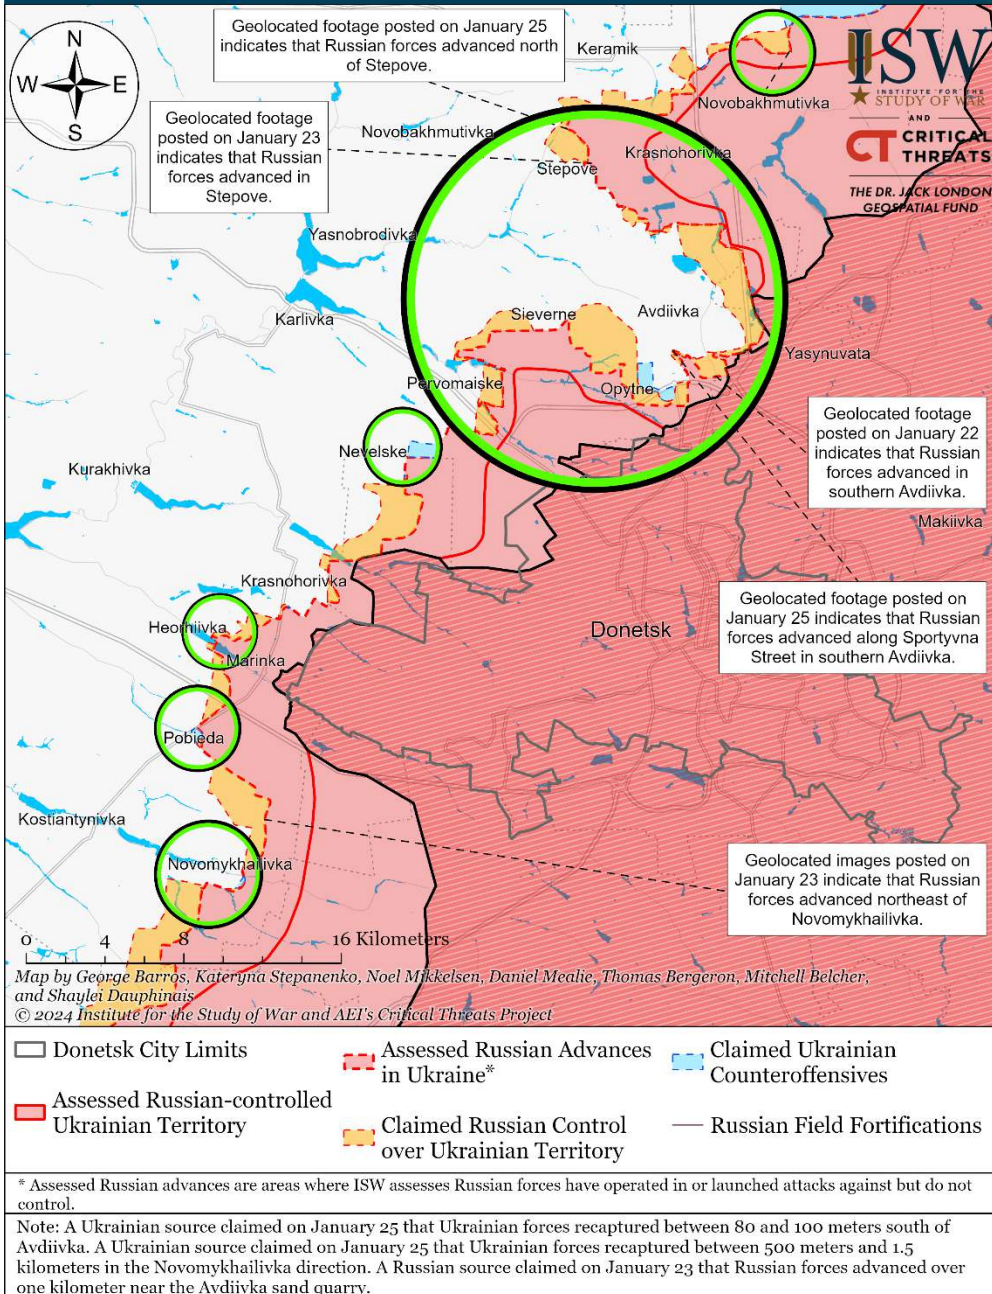 Geolocated footage posted on January 25
indicates that Russian forces advanced north
of Stepove.
N
W
E
S
Keramik
ISW
INSTITUTE FOR THE
STUDY OF WAR
AND
CT CRITICAL
THREATS
THE DR. JACK LONDON
GEOSPATIAL FUND
Novobakhmutivka
Geolocated footage
posted on January 23
indicates that Russian
forces advanced in
Stepove.
Novobakhmutivka
Krasnohorivka
Stepove
Yasnobrodivka
Karlivka
Sieverne
Avdiivka
Yasynuvata
Pervomaiske
Opytne
Geolocated footage
posted on January 22
indicates that Russian
forces advanced in
southern Avdiivka.
Nevelske
Kurakhivka
Makiivka
Krasnohorivka
Geolocated footage posted on
January 25 indicates that Russian
forces advanced along Sportyvna
Street in southern Avdiivka.
Heorhiivka
Donetsk
Marinka
Pobieda
Kostiantynivka
Novomykhailivka
Geolocated images posted on
January 23 indicate that Russian
forces advanced northeast of
Novomykhailivka.
0 4 8 16 Kilometers
Map by George Barros, Kateryna Stepanenko, Noel Mikkelsen, Daniel Mealie, Thomas Bergeron, Mitchell Belcher,
and Shaylei Dauphinais
© 2024 Institute for the Study of War and AEI's Critical Threats Project
Donetsk City Limits
Assessed Russian-controlled
Ukrainian Territory
Assessed Russian Advances
in Ukraine*
Claimed Russian Control
over Ukrainian Territory
Claimed Ukrainian
Counteroffensives
Russian Field Fortifications
* Assessed Russian advances are areas where ISW assesses Russian forces have operated in or launched attacks against but do not
control.
Note: A Ukrainian source claimed on January 25 that Ukrainian forces recaptured between 80 and 100 meters south of
Avdiivka. A Ukrainian source claimed on January 25 that Ukrainian forces recaptured between 500 meters and 1.5
kilometers in the Novomykhailivka direction. A Russian source claimed on January 23 that Russian forces advanced over
one kilometer near the Avdiivka sand quarry.